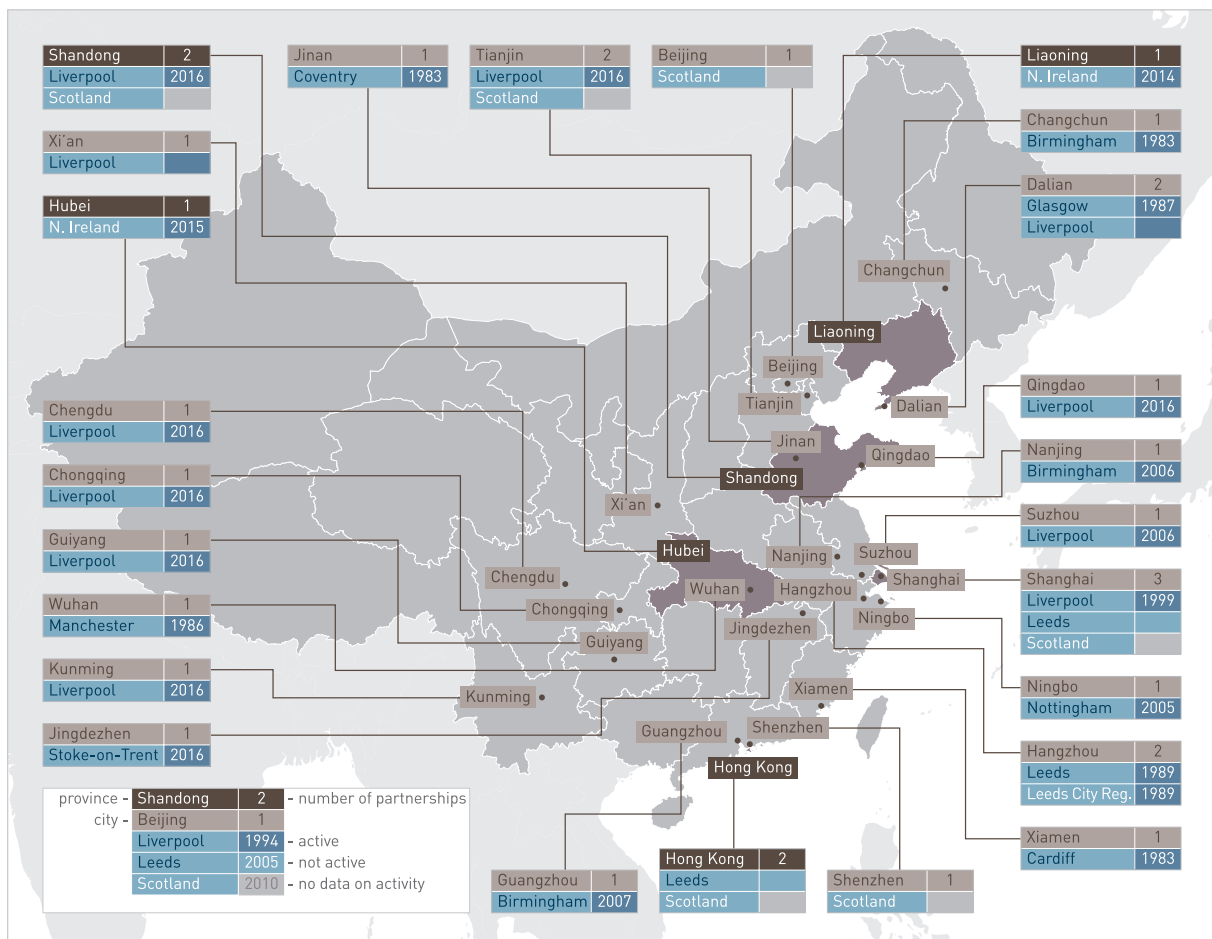 Shandong 2
Liverpool 2016
Scotland
Jinan 1
Coventry 1983
Tianjin 2
Liverpool 2016
Scotland
Beijing 1
Scotland
Liaoning 1
N. Ireland 2014
Xi'an 1
Liverpool
Hubei 1
N. Ireland 2015
Changchun 1
Birmingham 1983
Dalian 2
Glasgow 1987
Liverpool
Changchun
Liaoning
Beijing
Tianjin
Dalian
Jinan
Qingdao
Shandong
Xi'an
Hubei
Nanjing
Suzhou
Shanghai
Chengdu
Wuhan
Hangzhou
Chongqing
Jingdezhen
Ningbo
Guiyang
Kunming
Xiamen
Guangzhou
Shenzhen
Hong Kong
Chengdu 1
Liverpool 2016
Chongqing 1
Liverpool 2016
Guiyang 1
Liverpool 2016
Wuhan 1
Manchester 1986
Kunming 1
Liverpool 2016
Jingdezhen 1
Stoke-on-Trent 2016
Qingdao 1
Liverpool 2016
Nanjing 1
Birmingham 2006
Suzhou 1
Liverpool 2006
Shanghai 3
Liverpool 1999
Leeds
Scotland
Ningbo 1
Nottingham 2005
Hangzhou 2
Leeds 1989
Leeds City Reg. 1989
Xiamen 1
Cardiff 1983
province - Shandong 2 - number of partnerships
city - Beijing 1
Liverpool 1994 - active
Leeds 2005 - not active
Scotland 2010 - no data on activity
Guangzhou 1
Birmingham 2007
Hong Kong 2
Leeds
Scotland
Shenzhen 1
Scotland